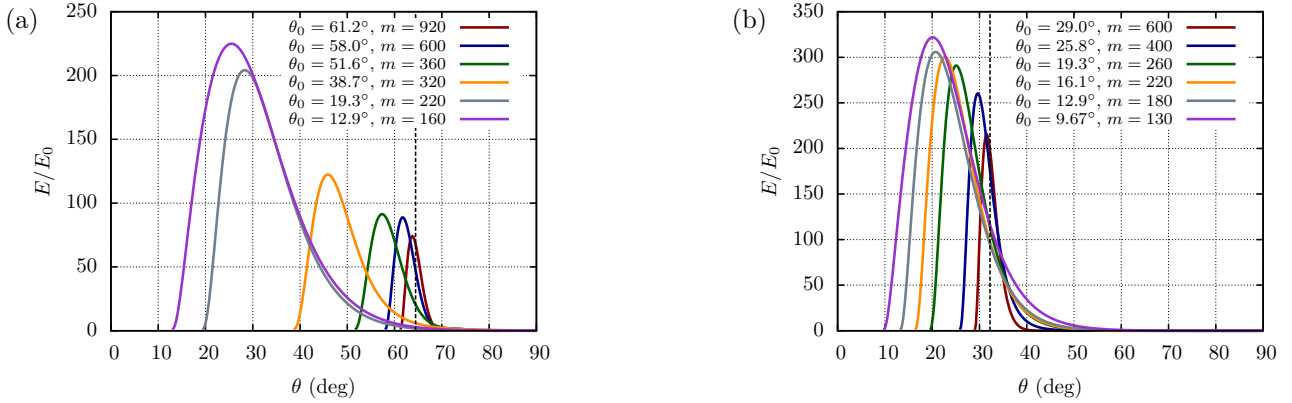 (a)
θ₀ = 61.2°, m = 920
θ₀ = 58.0°, m = 600
θ₀ = 51.6°, m = 360
θ₀ = 38.7°, m = 320
θ₀ = 19.3°, m = 220
θ₀ = 12.9°, m = 160
E/E₀
250
200
150
100
50
0
0 10 20 30 40 50 60 70 80 90
θ (deg)
(b)
θ₀ = 29.0°, m = 600
θ₀ = 25.8°, m = 400
θ₀ = 19.3°, m = 260
θ₀ = 16.1°, m = 220
θ₀ = 12.9°, m = 180
θ₀ = 9.67°, m = 130
E/E₀
350
300
250
200
150
100
50
0
0 10 20 30 40 50 60 70 80 90
θ (deg)